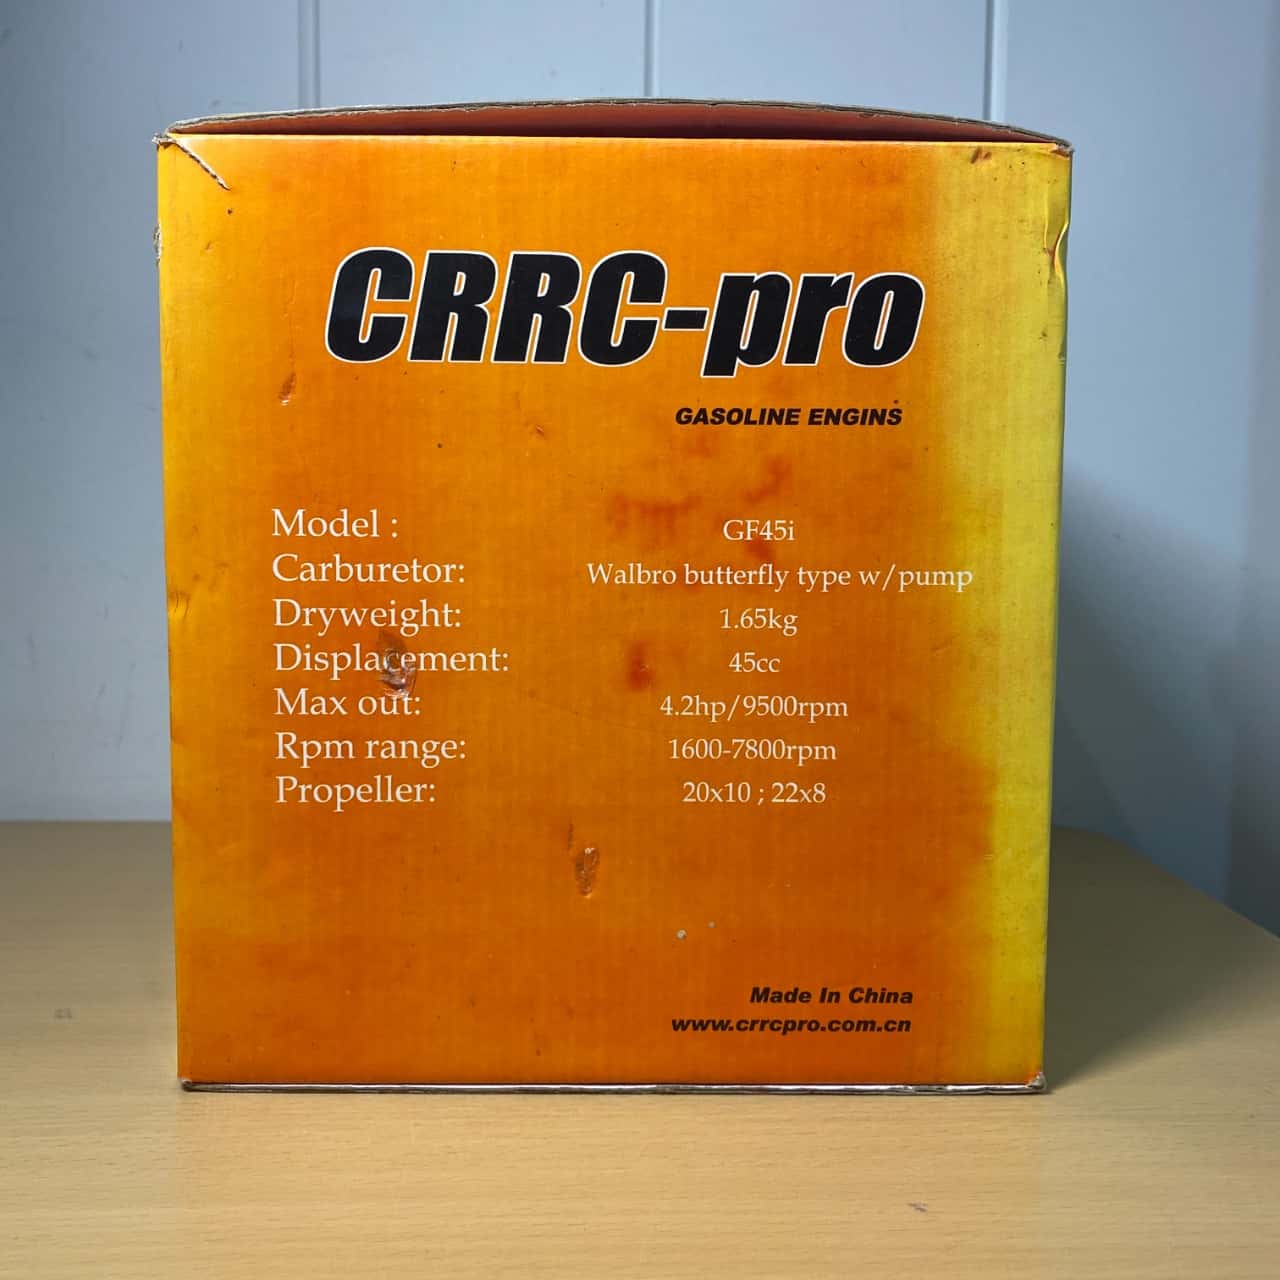 CRRC-pro
GASOLINE ENGINS
Model : GF45i
Carburetor: Walbro butterfly type w/pump
Dryweight: 1.65kg
Displacement: 45cc
Max out: 4.2hp/9500rpm
Rpm range: 1600-7800rpm
Propeller: 20x10 ; 22x8
Made In China
www.crrcpro.com.cn